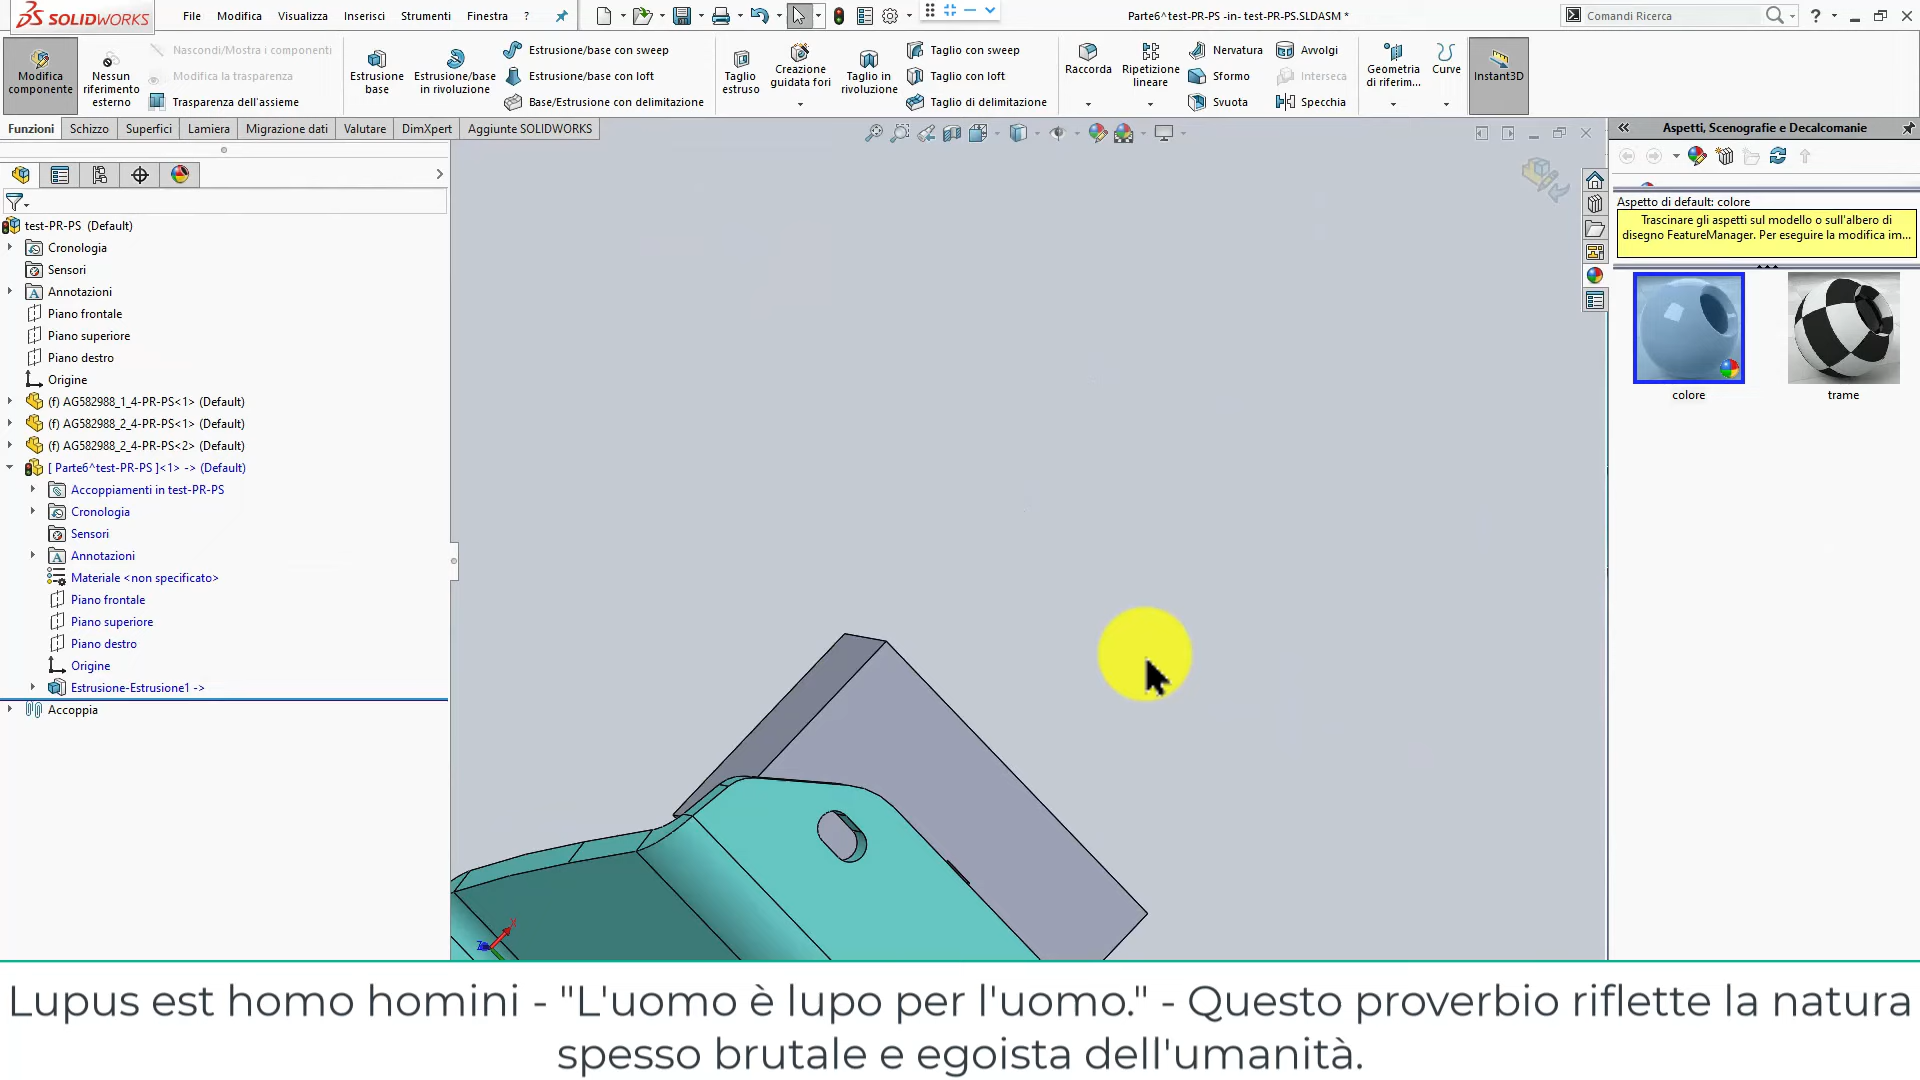 SOLIDWORKS
File Modifica Visualizza Inserisci Strumenti Finestra ?
Parte6^test-PR-PS -in- test-PR-PS.SLDASM *
Comandi Ricerca
Modifica componente
Nessun riferimento esterno
Nascondi/Mostra i componenti
Modifica la trasparenza
Trasparenza dell'assieme
Estrusione base
Estrusione/base in rivoluzione
Estrusione/base con sweep
Estrusione/base con loft
Base/Estrusione con delimitazione
Taglio estruso
Creazione guidata fori
Taglio in rivoluzione
Taglio con sweep
Taglio con loft
Taglio di delimitazione
Raccorda
Ripetizione lineare
Nervatura
Sformo
Svuota
Avvolgi
Interseca
Specchia
Geometria di riferim...
Curve
Instant3D
Funzioni Schizzo Superfici Lamiera Migrazione dati Valutare DimXpert Aggiunte SOLIDWORKS
test-PR-PS (Default)
Cronologia
Sensori
Annotazioni
Piano frontale
Piano superiore
Piano destro
Origine
(f) AG582988_1_4-PR-PS<1> (Default)
(f) AG582988_2_4-PR-PS<1> (Default)
(f) AG582988_2_4-PR-PS<2> (Default)
[ Parte6^test-PR-PS ]<1> -> (Default)
Accoppiamenti in test-PR-PS
Cronologia
Sensori
Annotazioni
Materiale <non specificato>
Piano frontale
Piano superiore
Piano destro
Origine
Estrusione-Estrusione1 ->
Accoppia
Aspetti, Scenografie e Decalcomanie
Aspetto di default: colore
Trascinare gli aspetti sul modello o sull'albero di
disegno FeatureManager. Per eseguire la modifica im...
colore trame
Lupus est homo homini - "L'uomo è lupo per l'uomo." - Questo proverbio riflette la natura
spesso brutale e egoista dell'umanità.